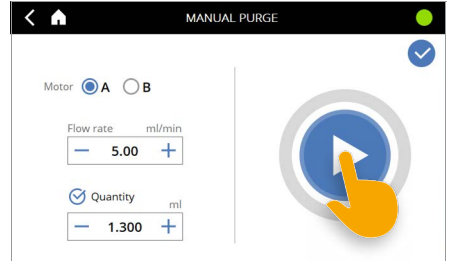 MANUAL PURGE
Motor A B
Flow rate ml/min
5.00
Quantity ml
1.300